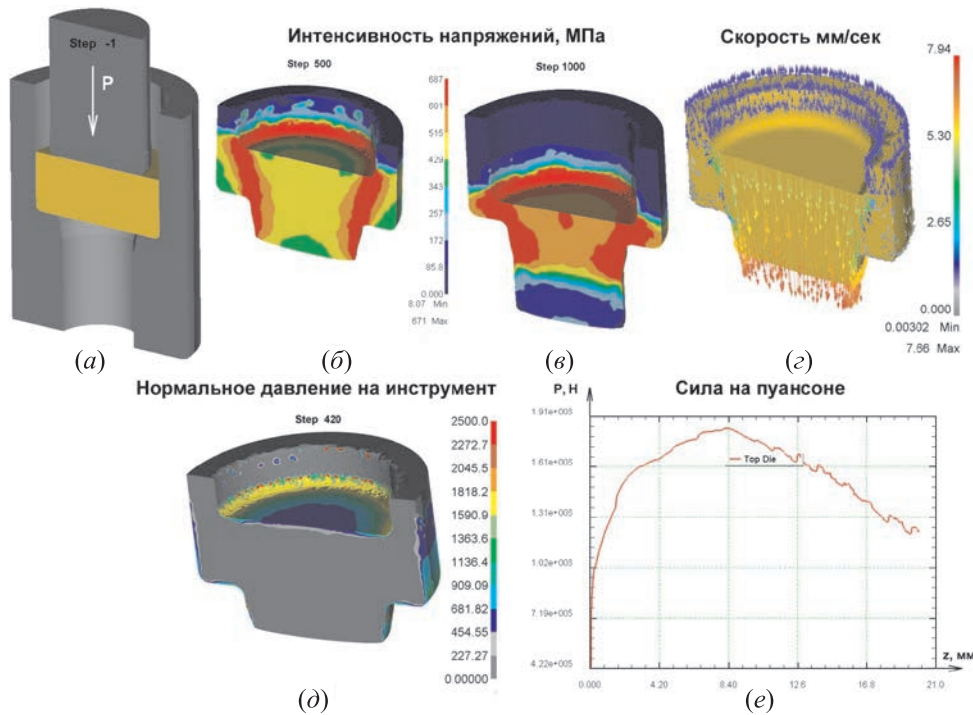 Step -1
P
Интенсивность напряжений, МПа
Step 500
687
601
515
429
343
257
172
85.8
0.000
8.07 Min
671 Max
Step 1000
Скорость мм/сек
7.94
5.30
2.65
0.000
0.00302 Min
7.66 Max
(а)
(б)
(в)
(г)
Нормальное давление на инструмент
Step 420
2500.0
2272.7
2045.5
1818.2
1590.9
1363.6
1136.4
909.09
681.82
454.55
227.27
0.00000
(д)
P, Н
Сила на пуансоне
1.91e+003
1.61e+005
1.31e+005
1.02e+005
7.19e+005
4.22e+005
Top Die
z, мм
0.000 4.20 8.40 12.6 16.8 21.0
(е)